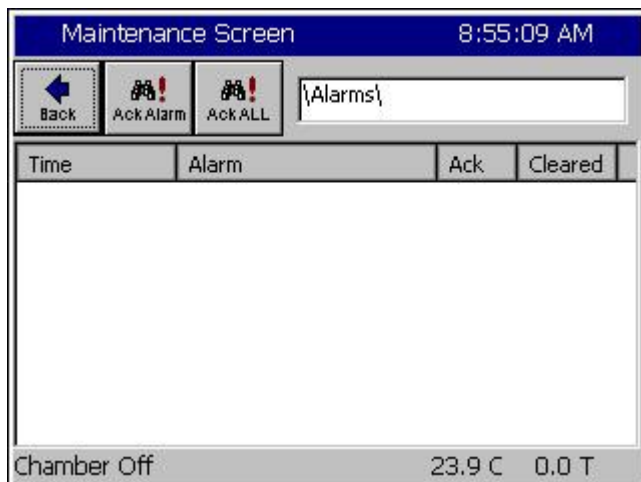 Maintenance Screen 8:55:09 AM
Back Ack Alarm Ack ALL \Alarms\
Time Alarm Ack Cleared
Chamber Off 23.9 C 0.0 T